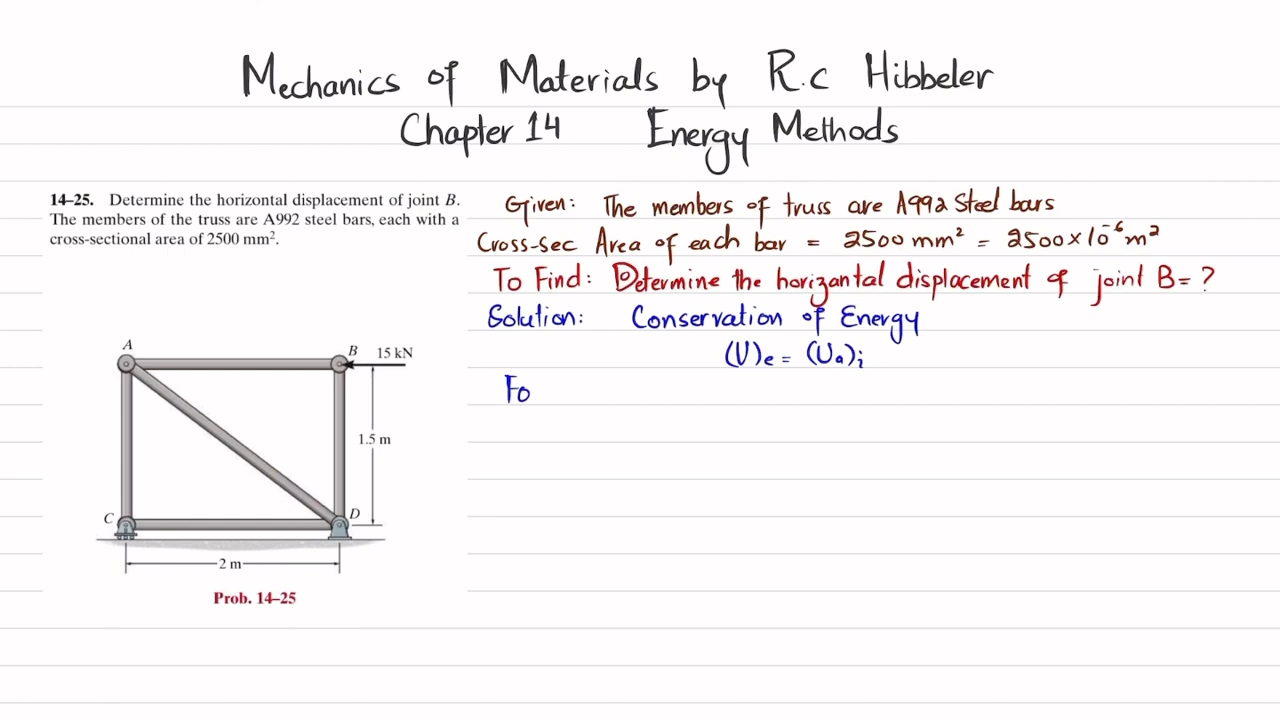 Mechanics of Materials by R.c Hibbeler
Chapter 14 Energy Methods
14–25. Determine the horizontal displacement of joint B.
The members of the truss are A992 steel bars, each with a
cross-sectional area of 2500 mm².
A
B
15 kN
1.5 m
C
D
2 m
Prob. 14–25
Given: The members of truss are A992 Steel bars
Cross-sec Area of each bar = 2500 mm² = 2500×10⁻⁶ m²
To Find: Determine the horizantal displacement of joint B= ?
Solution: Conservation of Energy
(U)e = (Ua)i
Fo